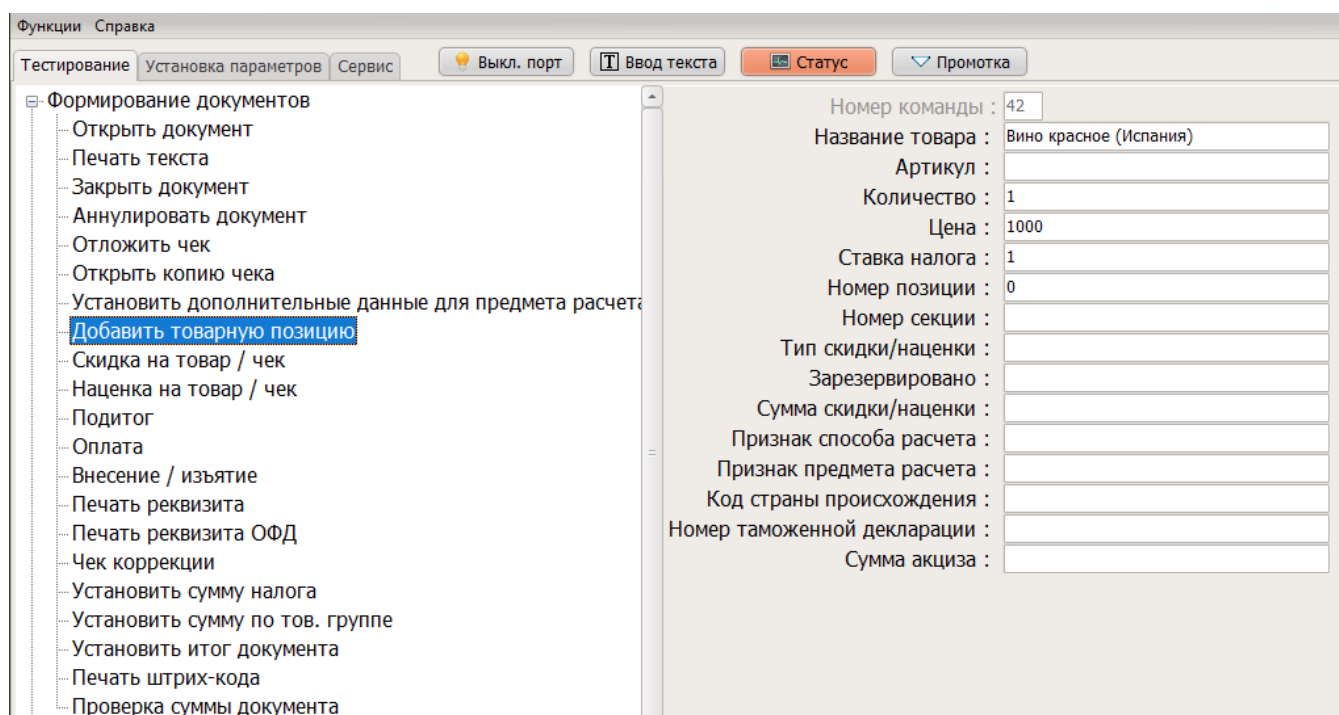 Функции Справка
Тестирование Установка параметров Сервис Выкл. порт Ввод текста Статус Промотка
Формирование документов
Открыть документ
Печать текста
Закрыть документ
Аннулировать документ
Отложить чек
Открыть копию чека
Установить дополнительные данные для предмета расчета
Добавить товарную позицию
Скидка на товар / чек
Наценка на товар / чек
Подитог
Оплата
Внесение / изъятие
Печать реквизита
Печать реквизита ОФД
Чек коррекции
Установить сумму налога
Установить сумму по тов. группе
Установить итог документа
Печать штрих-кода
Проверка суммы документа
Номер команды : 42
Название товара : Вино красное (Испания)
Артикул :
Количество : 1
Цена : 1000
Ставка налога : 1
Номер позиции : 0
Номер секции :
Тип скидки/наценки :
Зарезервировано :
Сумма скидки/наценки :
Признак способа расчета :
Признак предмета расчета :
Код страны происхождения :
Номер таможенной декларации :
Сумма акциза :